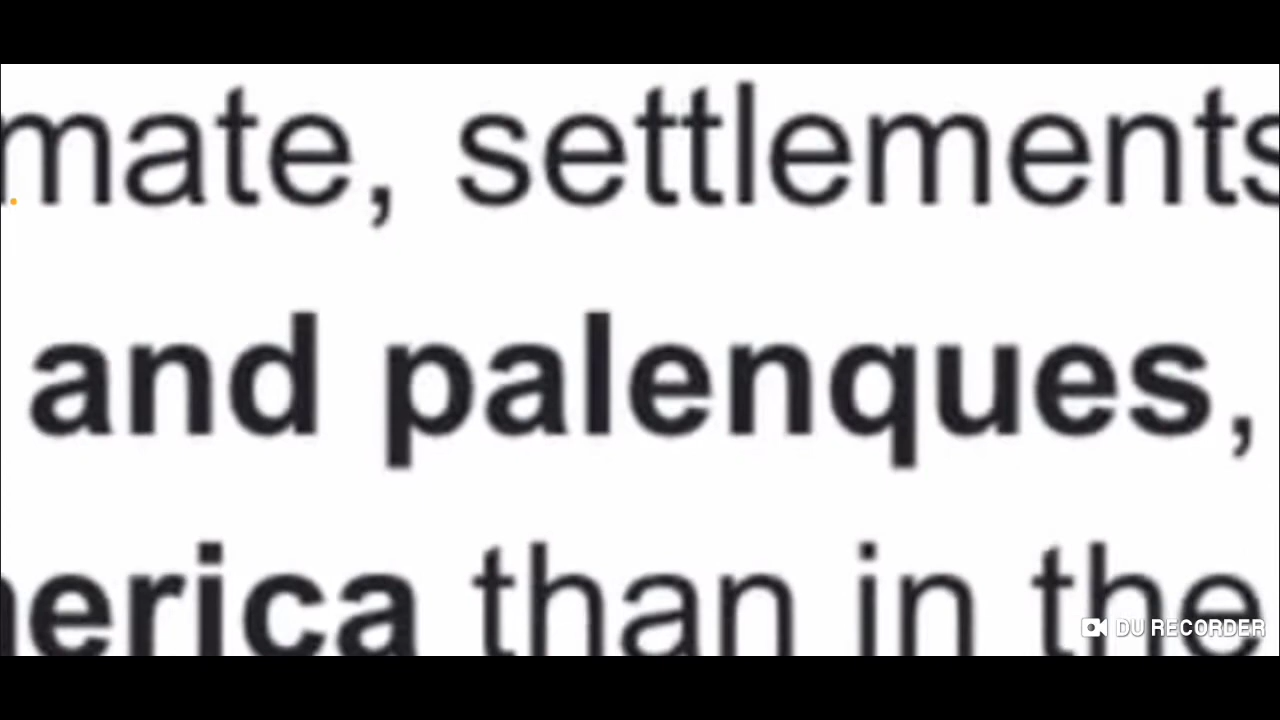 mate, settlements
and palenques,
erica than in the
DU RECORDER